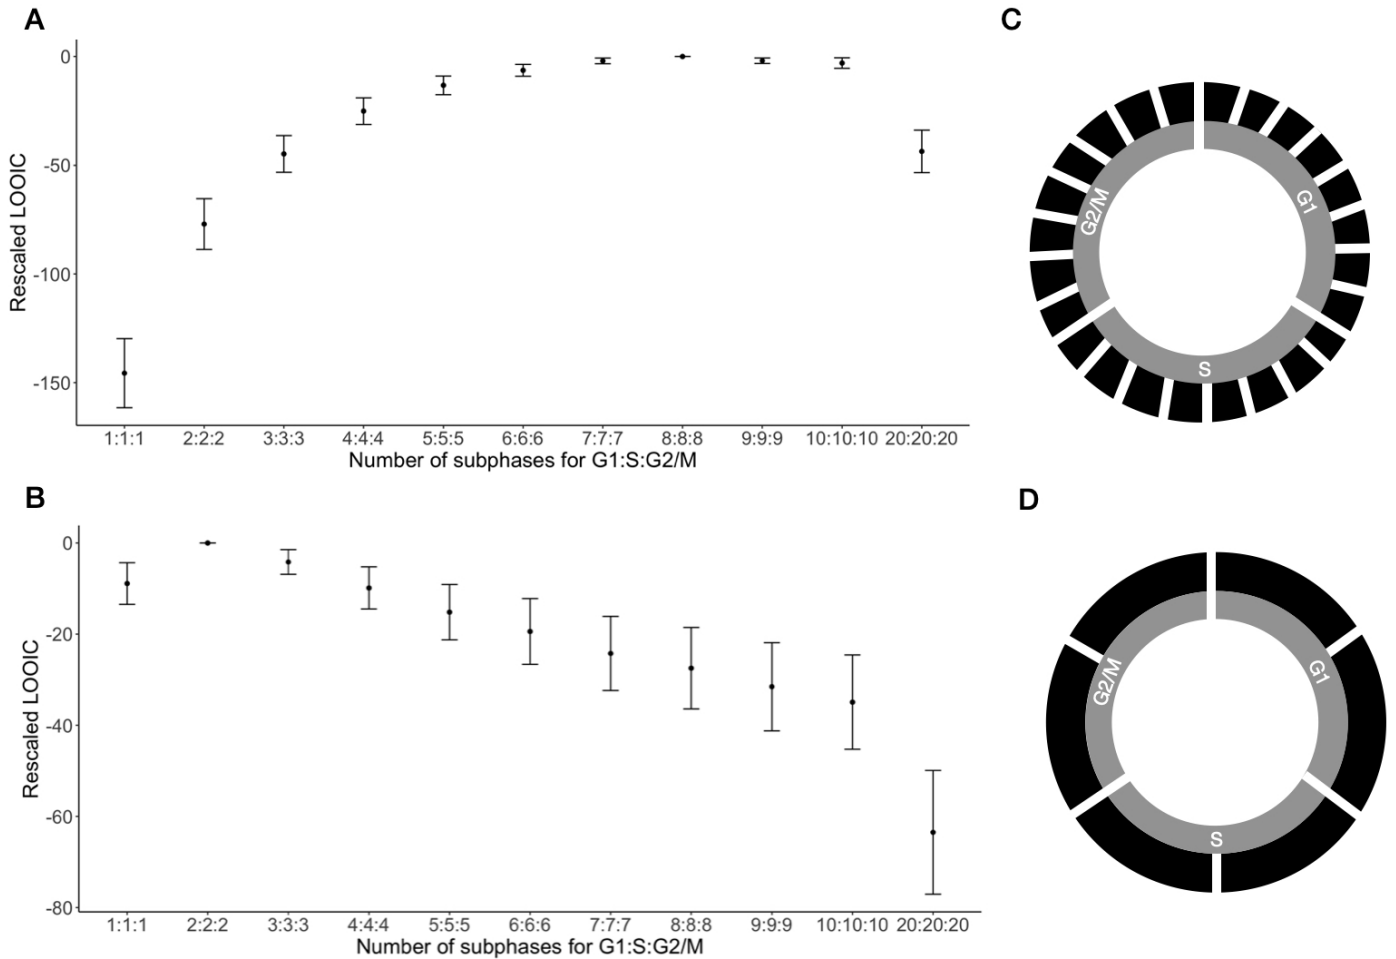 A
0
-50
-100
-150
Rescaled LOOIC
1:1:1 2:2:2 3:3:3 4:4:4 5:5:5 6:6:6 7:7:7 8:8:8 9:9:9 10:10:10 20:20:20
Number of subphases for G1:S:G2/M
C
G2/M
G1
S
B
0
-20
-40
-60
-80
Rescaled LOOIC
1:1:1 2:2:2 3:3:3 4:4:4 5:5:5 6:6:6 7:7:7 8:8:8 9:9:9 10:10:10 20:20:20
Number of subphases for G1:S:G2/M
D
G2/M
G1
S